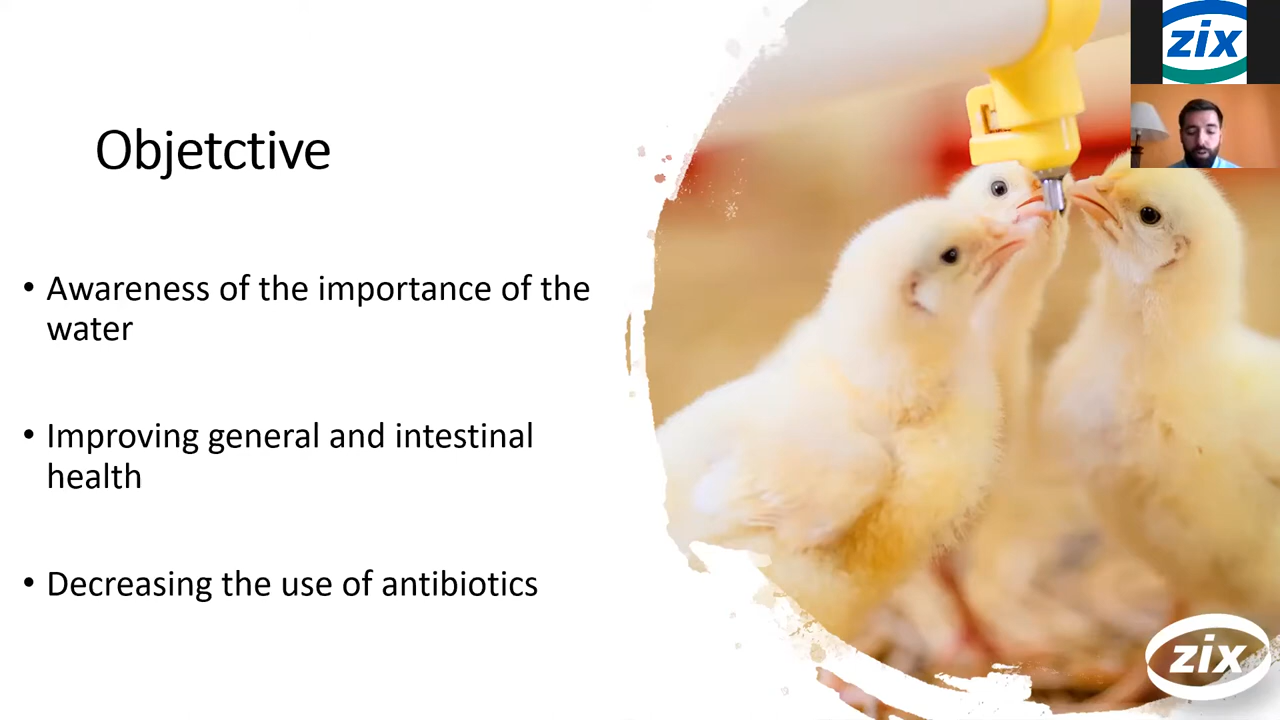 zix
Objetctive
• Awareness of the importance of the
water
• Improving general and intestinal
health
• Decreasing the use of antibiotics
zix